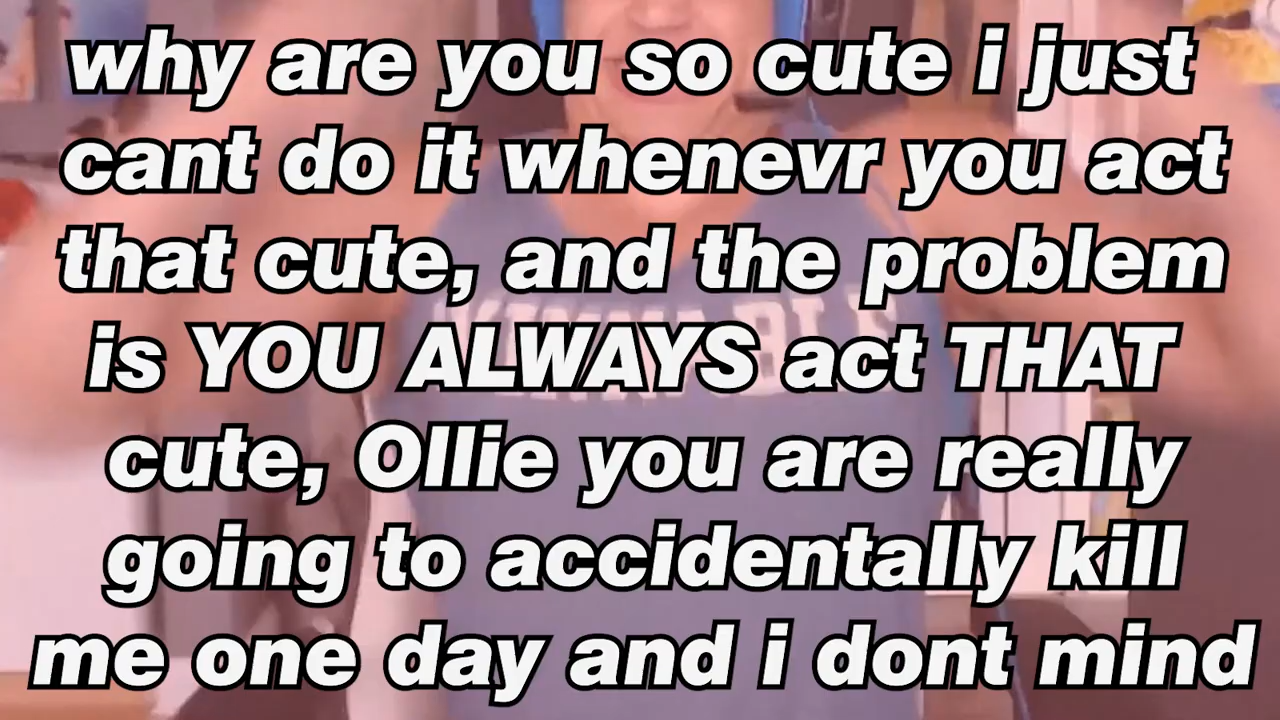 why are you so cute i just
cant do it whenevr you act
that cute, and the problem
is YOU ALWAYS act THAT
cute, Ollie you are really
going to accidentally kill
me one day and i dont mind